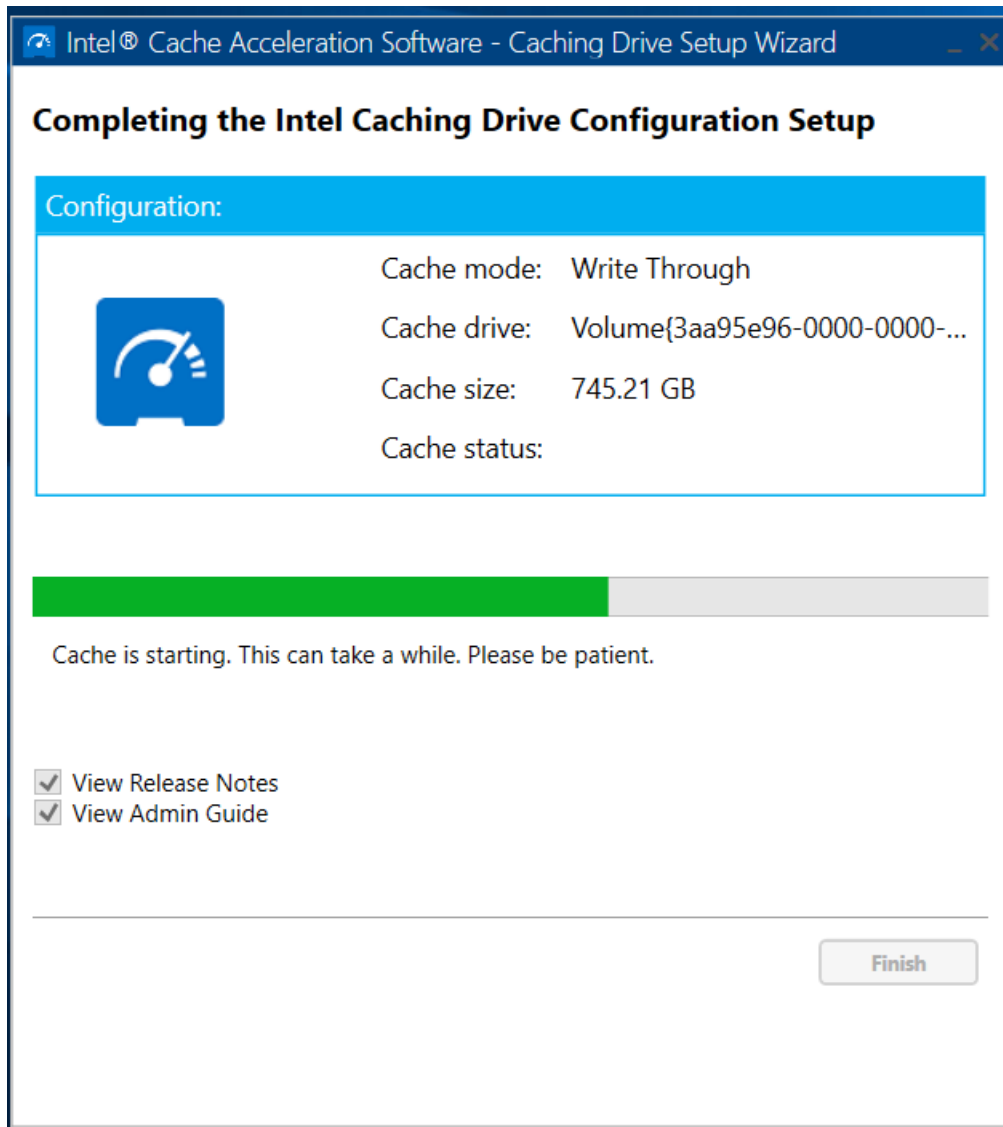 Intel® Cache Acceleration Software - Caching Drive Setup Wizard
Completing the Intel Caching Drive Configuration Setup
Configuration:
Cache mode: Write Through
Cache drive: Volume{3aa95e96-0000-0000-...
Cache size: 745.21 GB
Cache status:
Cache is starting. This can take a while. Please be patient.
View Release Notes
View Admin Guide
Finish